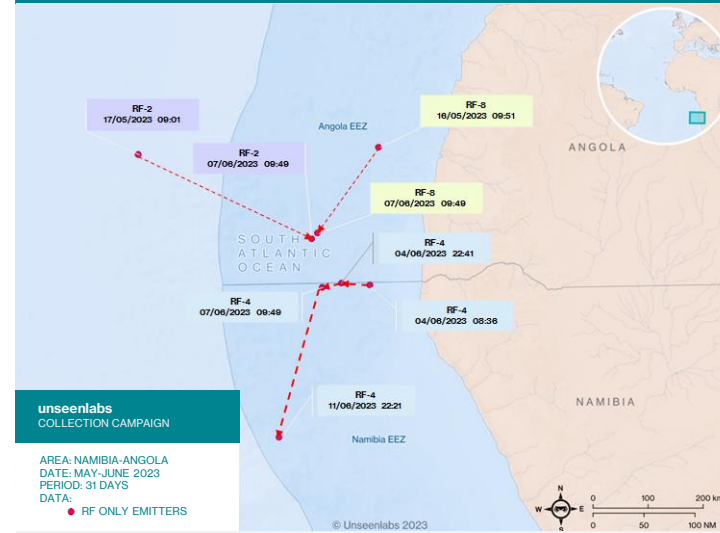 RF-2
17/05/2023 09:01
RF-8
16/05/2023 09:51
Angola EEZ
ANGOLA
RF-2
07/06/2023 09:49
RF-8
07/06/2023 09:49
SOUTH
ATLANTIC
OCEAN
RF-4
04/06/2023 22:41
RF-4
07/06/2023 09:49
RF-4
04/06/2023 08:36
RF-4
11/06/2023 22:21
NAMIBIA
Namibia EEZ
unseenlabs
COLLECTION CAMPAIGN
AREA: NAMIBIA-ANGOLA
DATE: MAY-JUNE 2023
PERIOD: 31 DAYS
DATA:
RF ONLY EMITTERS
© Unseenlabs 2023
N
W
E
S
0 100 200 km
0 50 100 NM